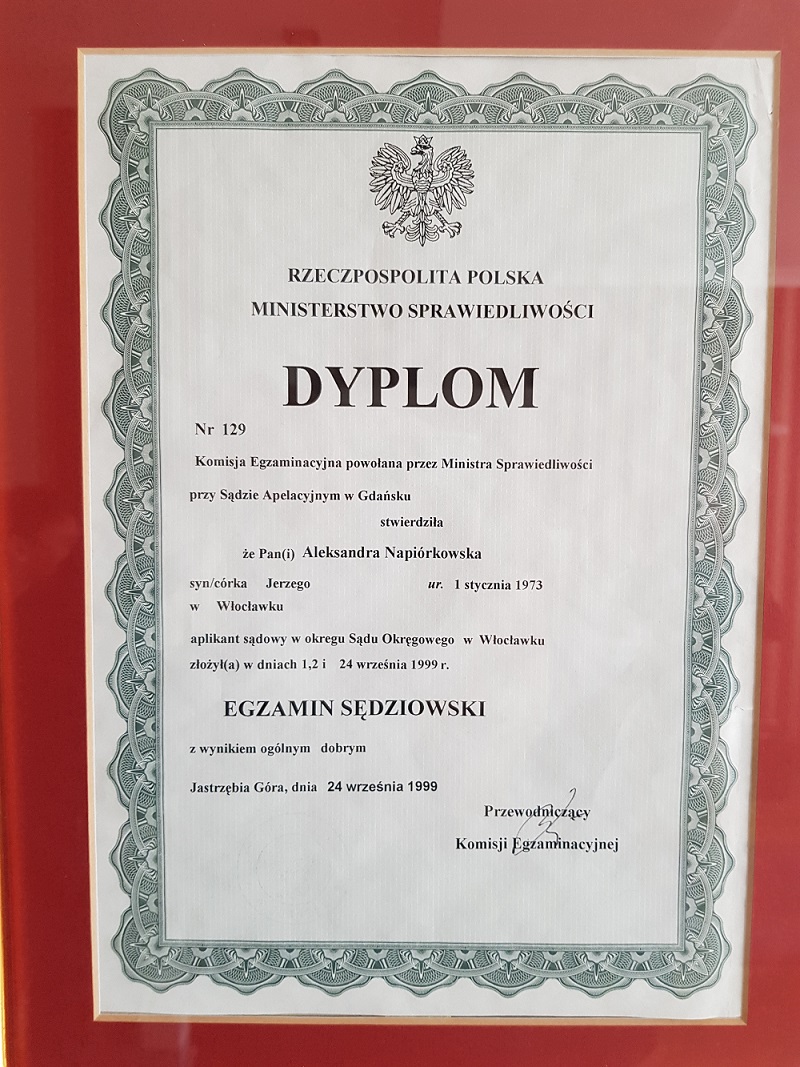 RZECZPOSPOLITA POLSKA
MINISTERSTWO SPRAWIEDLIWOŚCI
DYPLOM
Nr 129
Komisja Egzaminacyjna powołana przez Ministra Sprawiedliwości
przy Sądzie Apelacyjnym w Gdańsku
stwierdziła
że Pan(i) Aleksandra Napiórkowska
syn/córka Jerzego ur. 1 stycznia 1973
w Włocławku
aplikant sądowy w okregu Sądu Okręgowego w Włocławku
złożył(a) w dniach 1,2 i 24 września 1999 r.
EGZAMIN SĘDZIOWSKI
z wynikiem ogólnym dobrym
Jastrzębia Góra, dnia 24 września 1999
Przewodniczący
Komisji Egzaminacyjnej